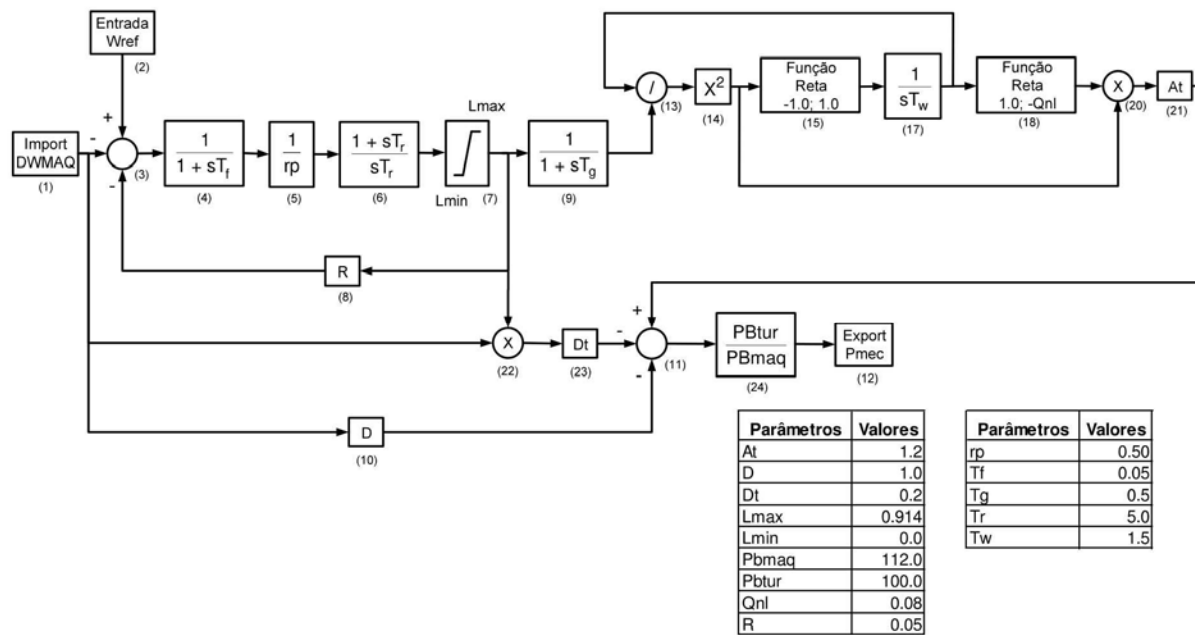 Entrada
Wref
(2)
+
-
Import
DWMAQ
(1)
-
(3)
1
1 + sTf
(4)
1
rp
(5)
1 + sTr
sTr
(6)
Lmax
Lmin
(7)
1
1 + sTg
(9)
/
(13)
X²
(14)
Função
Reta
-1.0; 1.0
(15)
1
sTw
(17)
Função
Reta
1.0; -Qnl
(18)
X
(20)
At
(21)
R
(8)
X
(22)
Dt
(23)
+
-
-
(11)
PBtur
PBmaq
(24)
Export
Pmec
(12)
D
(10)
Parâmetros Valores
At 1.2
D 1.0
Dt 0.2
Lmax 0.914
Lmin 0.0
Pbmaq 112.0
Pbtur 100.0
Qnl 0.08
R 0.05
Parâmetros Valores
rp 0.50
Tf 0.05
Tg 0.5
Tr 5.0
Tw 1.5